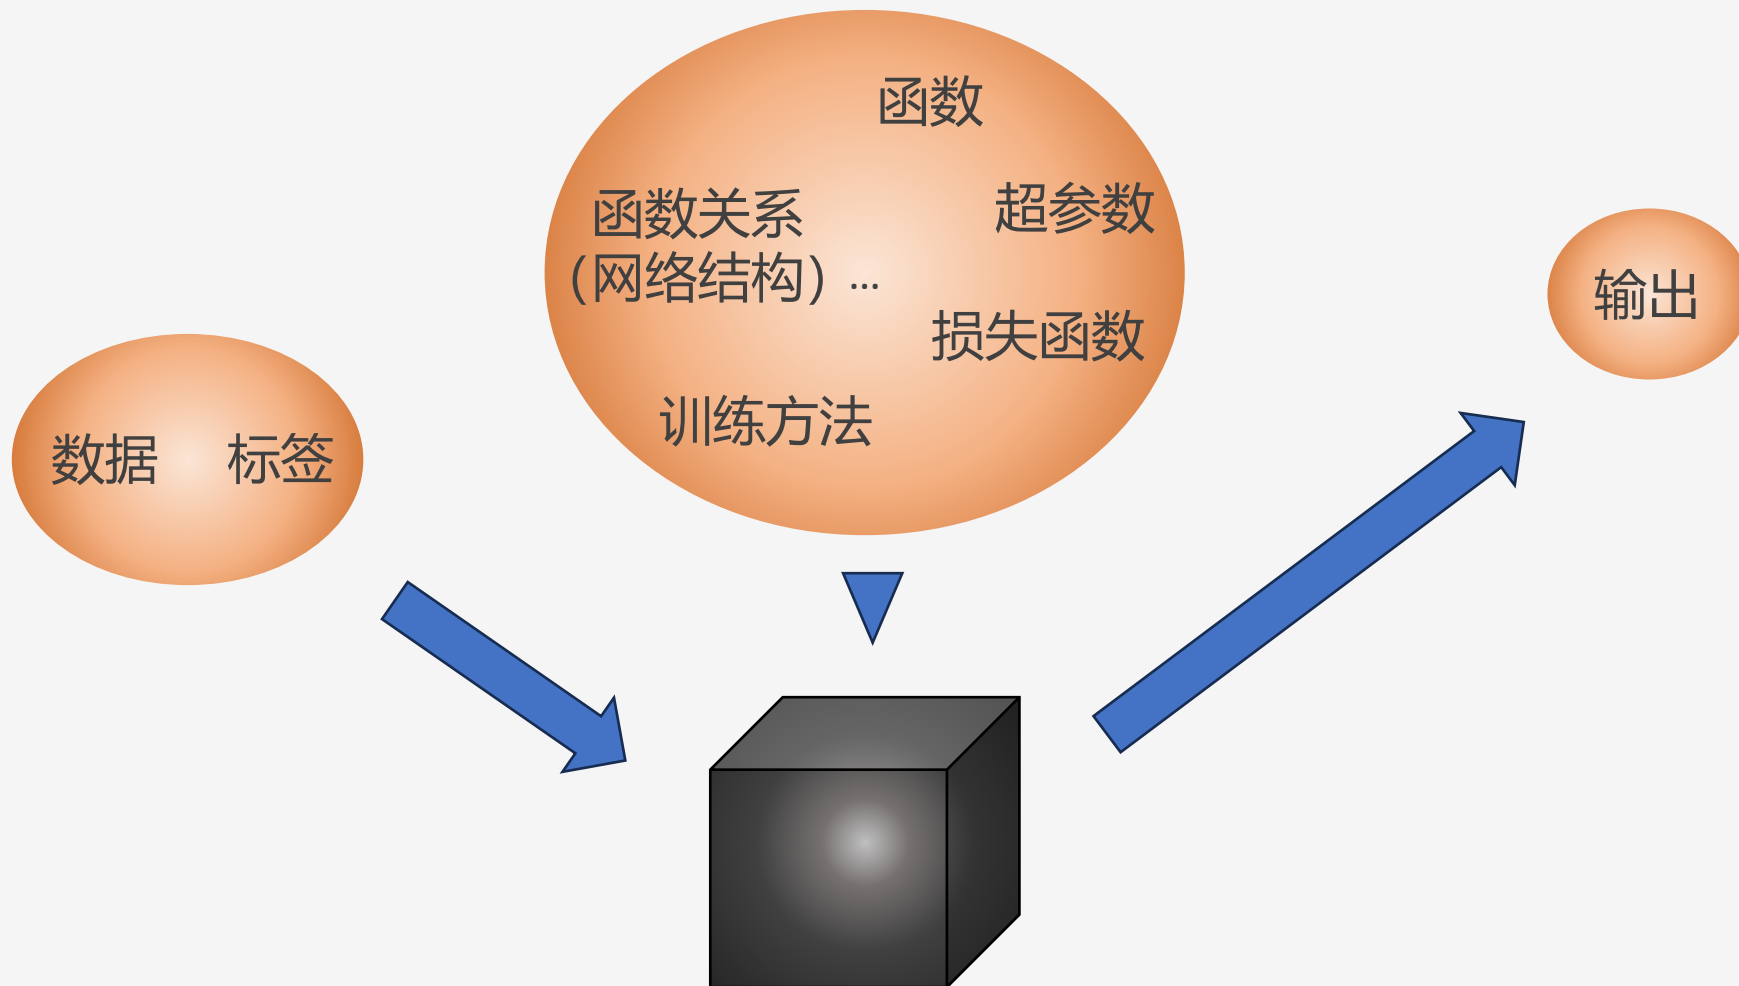 函数
函数关系
（网络结构）
...
超参数
损失函数
训练方法
数据 标签
输出